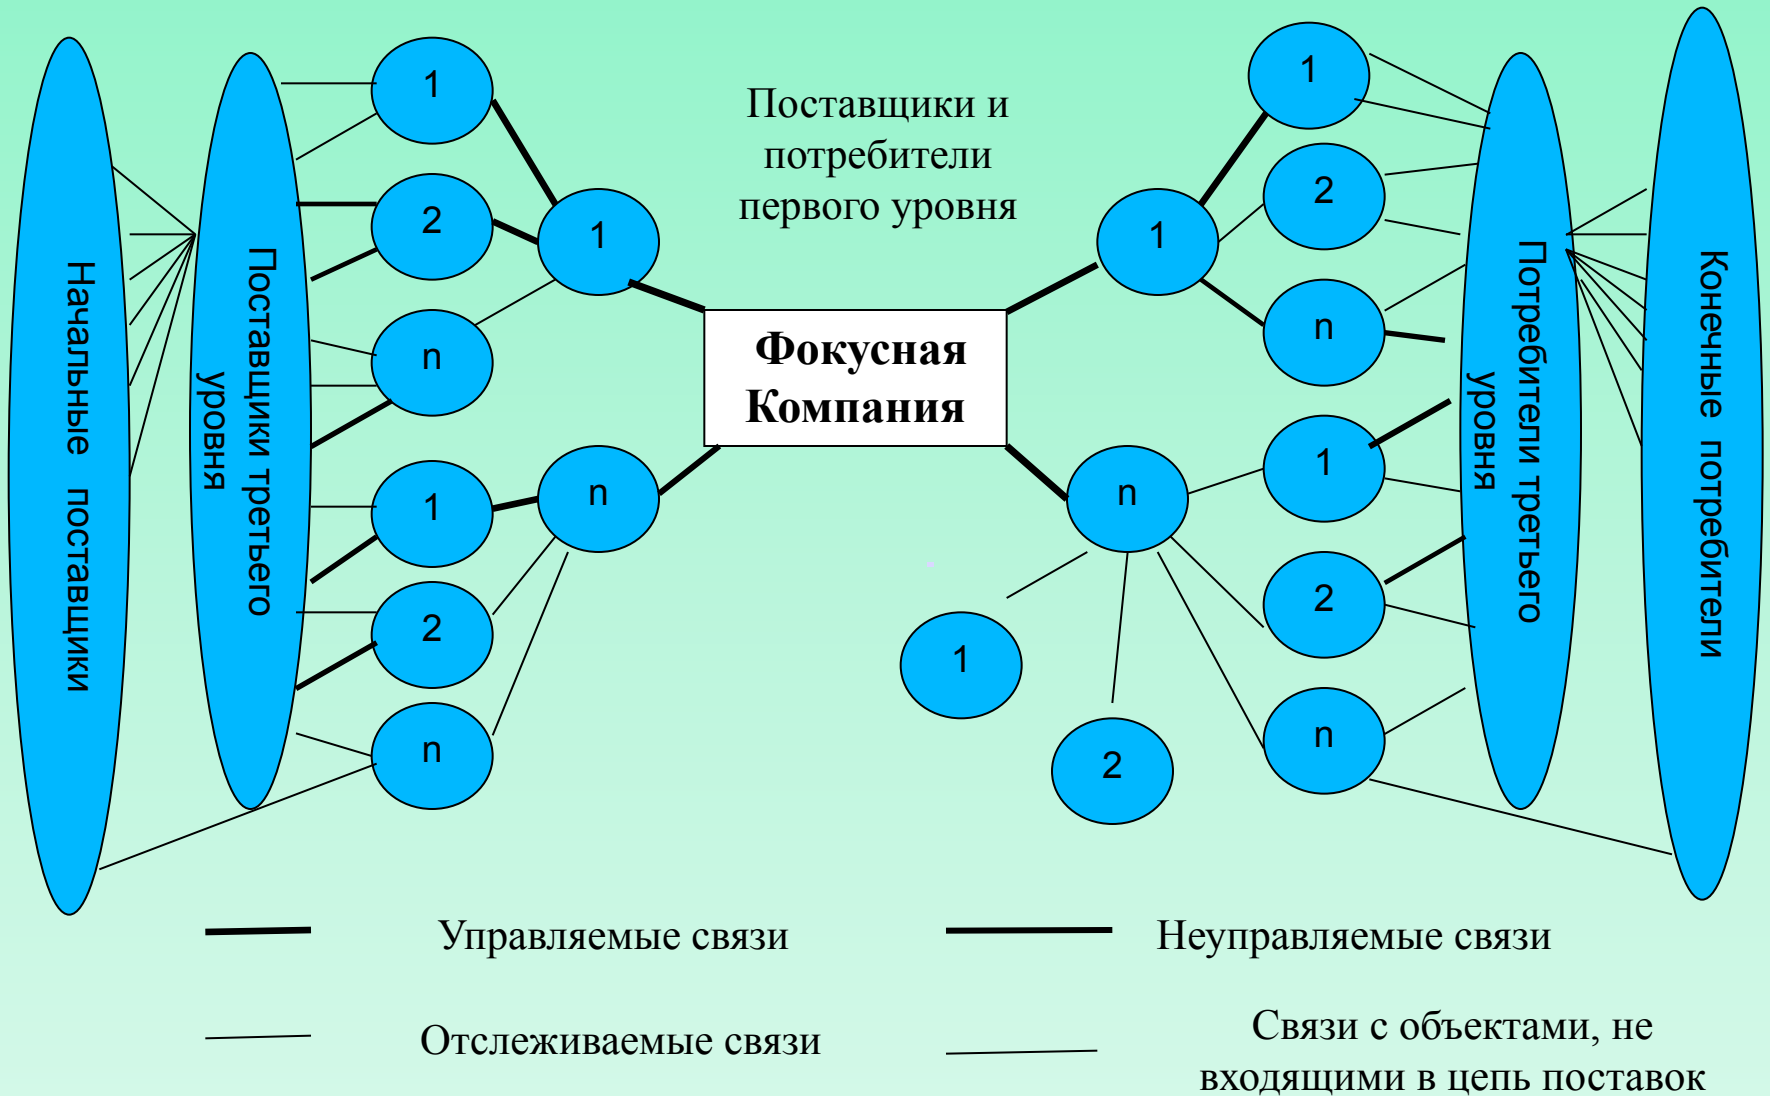 Начальные поставщики
Поставщики третьего
уровня
1
2
n
1
2
n
1
n
Поставщики и
потребители
первого уровня
Фокусная
Компания
1
n
1
2
1
2
n
1
2
n
Потребители третьего
уровня
Конечные потребители
Управляемые связи
Неуправляемые связи
Отслеживаемые связи
Связи с объектами, не
входящими в цепь поставок